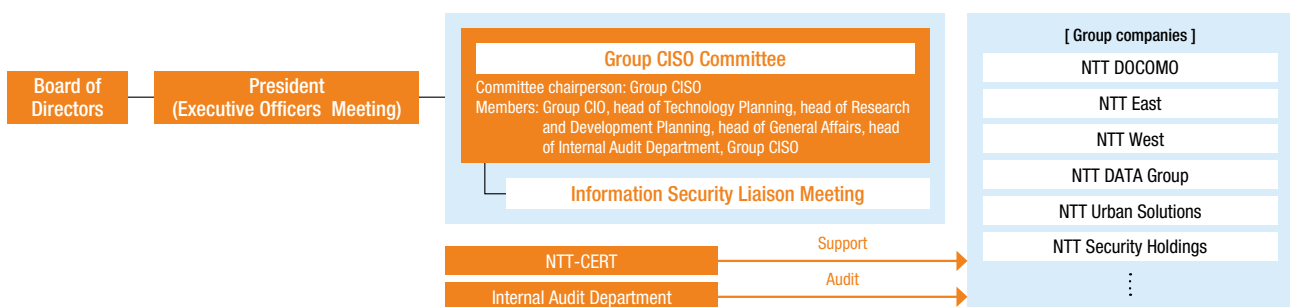 Board of
Directors
President
(Executive Officers Meeting)
Group CISO Committee
Committee chairperson: Group CISO
Members: Group CIO, head of Technology Planning, head of Research
and Development Planning, head of General Affairs, head
of Internal Audit Department, Group CISO
Information Security Liaison Meeting
NTT-CERT
Support
Internal Audit Department
Audit
[ Group companies ]
NTT DOCOMO
NTT East
NTT West
NTT DATA Group
NTT Urban Solutions
NTT Security Holdings
⋮